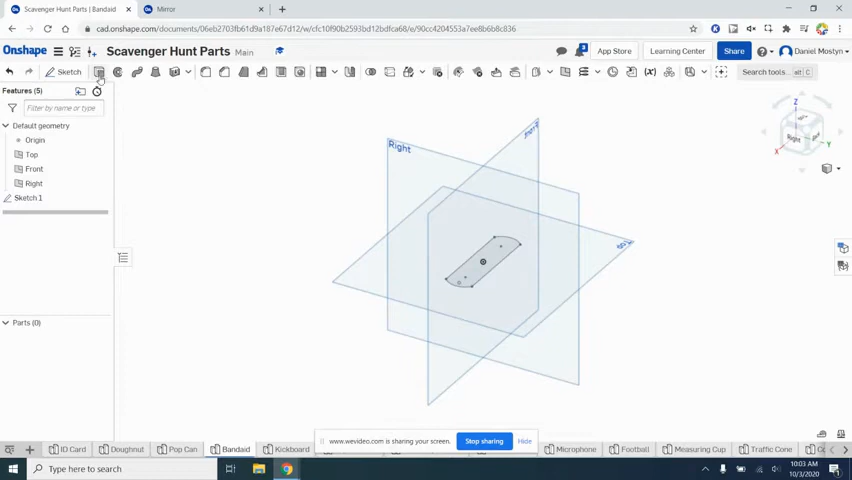 Scavenger Hunt Parts | Bandaid
Mirror
cad.onshape.com/documents/06eb2703fb61d9a187e67d12/w/cfc10f90b2593bd12bdfca68/e/90cc4204553a0715f8b6b8c6
Onshape
Scavenger Hunt Parts Main
App Store
Learning Center
Share
Daniel Mostyn
Sketch
Search tools...
alt C
Features (5)
Filter by name or type
Default geometry
Origin
Top
Front
Right
Sketch 1
Parts (0)
Right
Front
Top
Z
X
Y
Right
ID Card
Doughnut
Pop Can
Bandaid
Kickboard
Microphone
Football
Measuring Cup
Traffic Cone
www.wevideo.com is sharing your screen.
Stop sharing
Hide
Type here to search
10:03 AM
10/3/2020